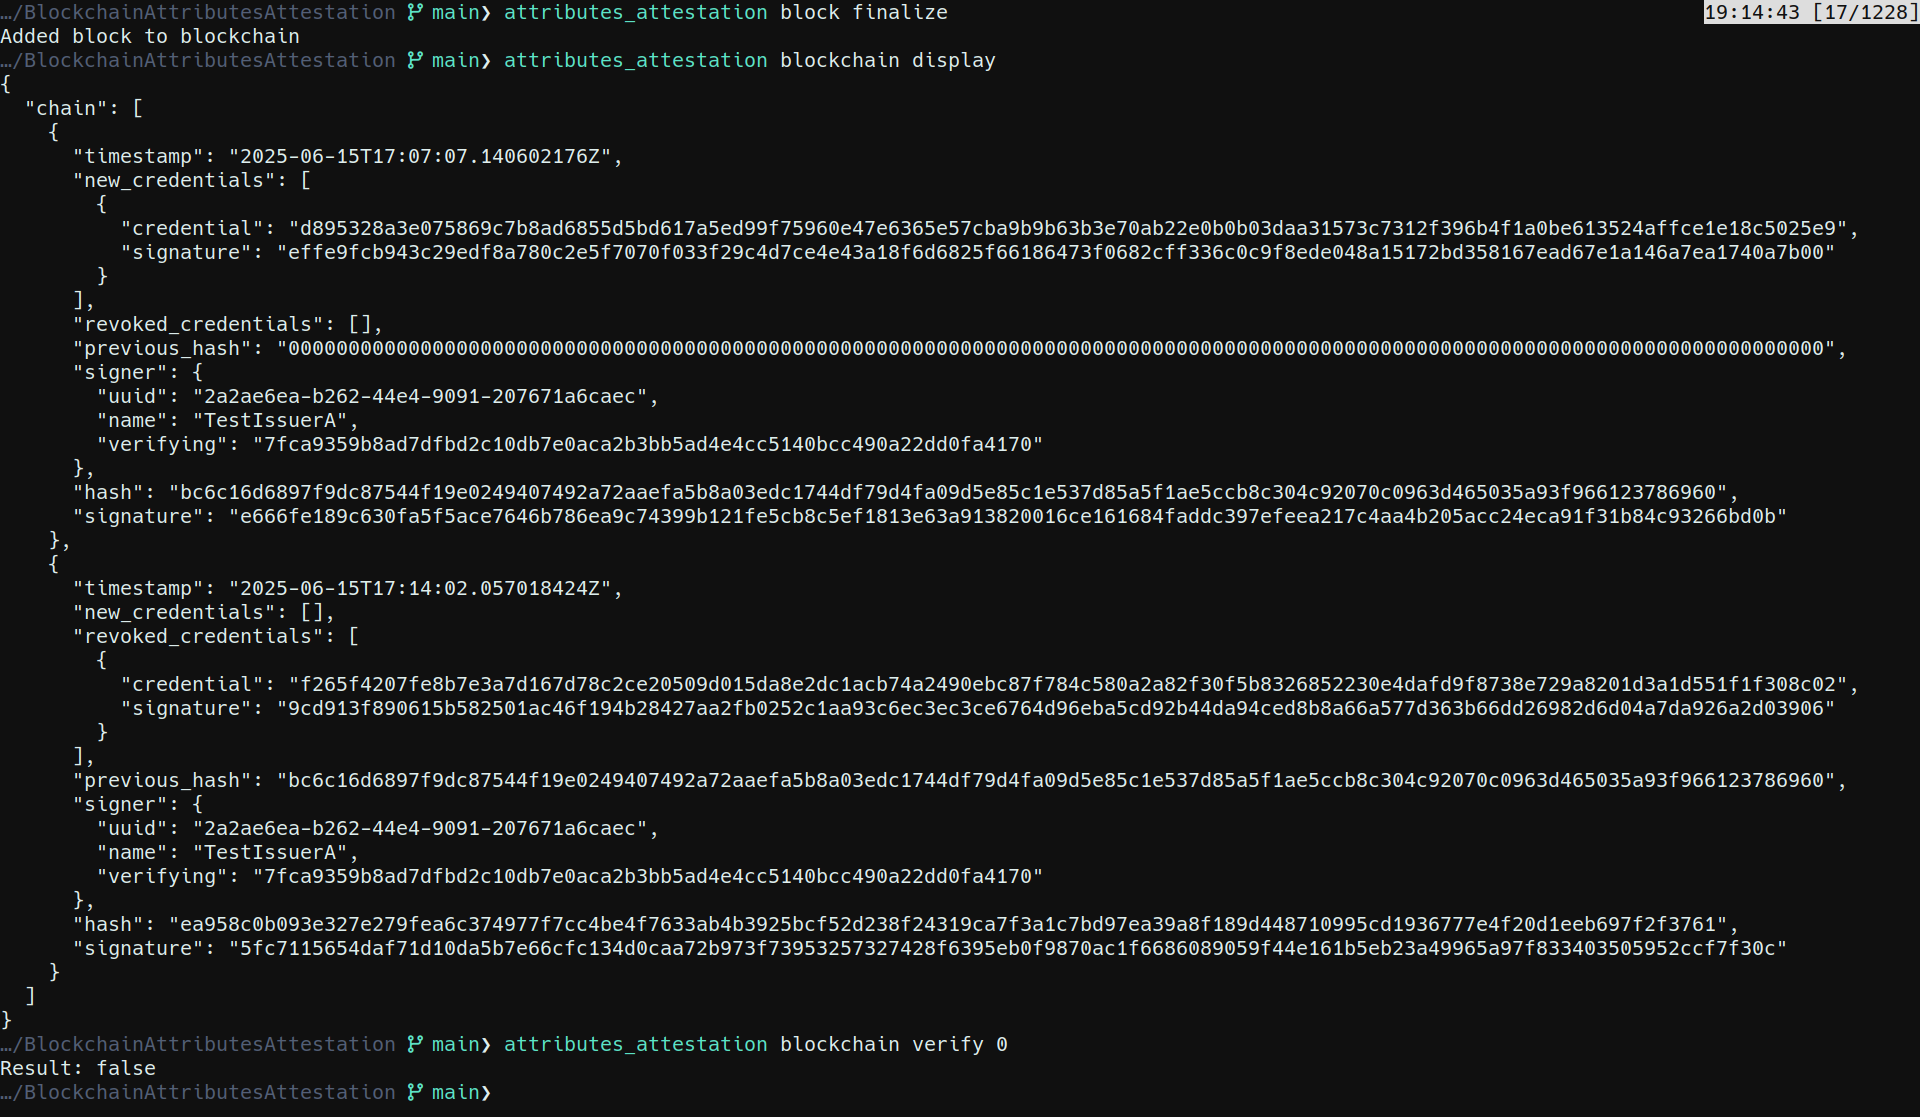 …/BlockchainAttributesAttestation main❯ attributes_attestation block finalize 19:14:43 [17/1228]
Added block to blockchain
…/BlockchainAttributesAttestation main❯ attributes_attestation blockchain display
{
  "chain": [
    {
      "timestamp": "2025-06-15T17:07:07.140602176Z",
      "new_credentials": [
        {
          "credential": "d895328a3e075869c7b8ad6855d5bd617a5ed99f75960e47e6365e57cba9b9b63b3e70ab22e0b0b03daa31573c7312f396b4f1a0be613524affce1e18c5025e9",
          "signature": "effe9fcb943c29edf8a780c2e5f7070f033f29c4d7ce4e43a18f6d6825f66186473f0682cff336c0c9f8ede048a15172bd358167ead67e1a146a7ea1740a7b00"
        }
      ],
      "revoked_credentials": [],
      "previous_hash": "00000000000000000000000000000000000000000000000000000000000000000000000000000000000000000000000000000000000000000000000000000000",
      "signer": {
        "uuid": "2a2ae6ea-b262-44e4-9091-207671a6caec",
        "name": "TestIssuerA",
        "verifying": "7fca9359b8ad7dfbd2c10db7e0aca2b3bb5ad4e4cc5140bcc490a22dd0fa4170"
      },
      "hash": "bc6c16d6897f9dc87544f19e0249407492a72aaefa5b8a03edc1744df79d4fa09d5e85c1e537d85a5f1ae5ccb8c304c92070c0963d465035a93f966123786960",
      "signature": "e666fe189c630fa5f5ace7646b786ea9c74399b121fe5cb8c5ef1813e63a913820016ce161684faddc397efeea217c4aa4b205acc24eca91f31b84c93266bd0b"
    },
    {
      "timestamp": "2025-06-15T17:14:02.057018424Z",
      "new_credentials": [],
      "revoked_credentials": [
        {
          "credential": "f265f4207fe8b7e3a7d167d78c2ce20509d015da8e2dc1acb74a2490ebc87f784c580a2a82f30f5b8326852230e4dafd9f8738e729a8201d3a1d551f1f308c02",
          "signature": "9cd913f890615b582501ac46f194b28427aa2fb0252c1aa93c6ec3ec3ce6764d96eba5cd92b44da94ced8b8a66a577d363b66dd26982d6d04a7da926a2d03906"
        }
      ],
      "previous_hash": "bc6c16d6897f9dc87544f19e0249407492a72aaefa5b8a03edc1744df79d4fa09d5e85c1e537d85a5f1ae5ccb8c304c92070c0963d465035a93f966123786960",
      "signer": {
        "uuid": "2a2ae6ea-b262-44e4-9091-207671a6caec",
        "name": "TestIssuerA",
        "verifying": "7fca9359b8ad7dfbd2c10db7e0aca2b3bb5ad4e4cc5140bcc490a22dd0fa4170"
      },
      "hash": "ea958c0b093e327e279fea6c374977f7cc4be4f7633ab4b3925bcf52d238f24319ca7f3a1c7bd97ea39a8f189d448710995cd1936777e4f20d1eeb697f2f3761",
      "signature": "5fc7115654daf71d10da5b7e66cfc134d0caa72b973f73953257327428f6395eb0f9870ac1f6686089059f44e161b5eb23a49965a97f833403505952ccf7f30c"
    }
  ]
}
…/BlockchainAttributesAttestation main❯ attributes_attestation blockchain verify 0
Result: false
…/BlockchainAttributesAttestation main❯